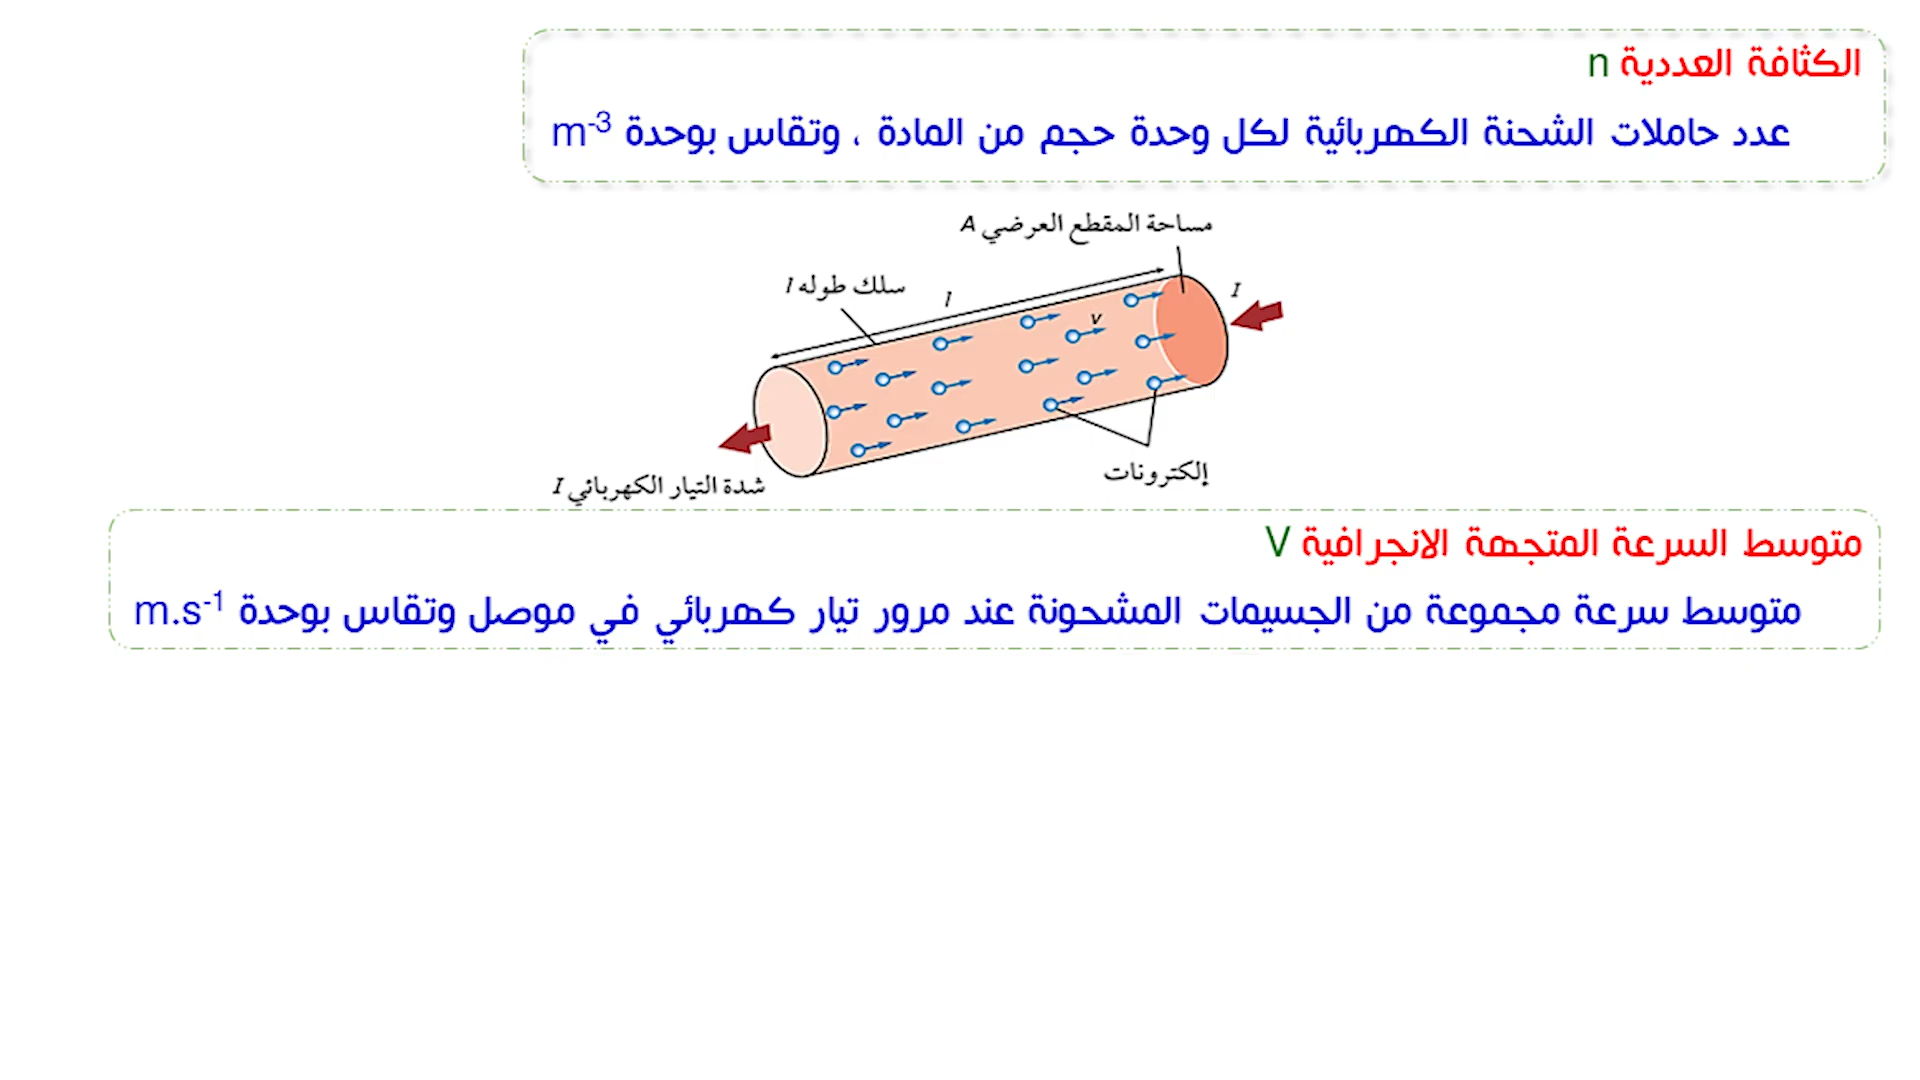 الكثافة العددية n
عدد حاملات الشحنة الكهربائية لكل وحدة حجم من المادة ، وتقاس بوحدة m-3
مساحة المقطع العرضي A
سلك طوله l
l
I
v
إلكترونات
شدة التيار الكهربائي I
متوسط السرعة المتجهة الانجرافية V
متوسط سرعة مجموعة من الجسيمات المشحونة عند مرور تيار كهربائي في موصل وتقاس بوحدة m.s-1